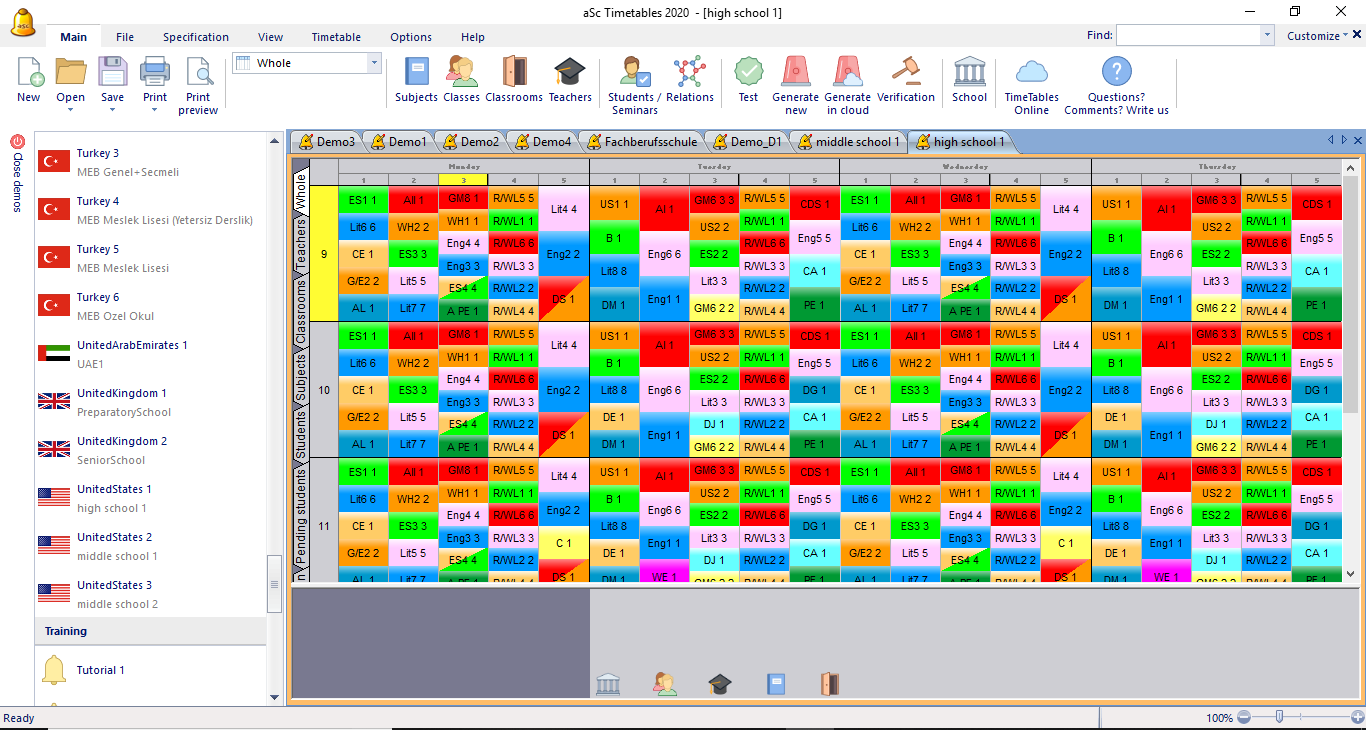 aSc Timetables 2020 - [high school 1]
Main File Specification View Timetable Options Help Find: Customize
New Open Save Print Print preview Whole Subjects Classes Classrooms Teachers Students / Seminars Relations Test Generate new Generate in cloud Verification School TimeTables Online Questions? Comments? Write us
Close demos
Turkey 3
MEB Genel+Secmeli
Turkey 4
MEB Meslek Lisesi (Yetersiz Derslik)
Turkey 5
MEB Meslek Lisesi
Turkey 6
MEB Ozel Okul
UnitedArabEmirates 1
UAE1
UnitedKingdom 1
PreparatorySchool
UnitedKingdom 2
SeniorSchool
UnitedStates 1
high school 1
UnitedStates 2
middle school 1
UnitedStates 3
middle school 2
Training
Tutorial 1
Demo3 Demo1 Demo2 Demo4 Fachberufsschule Demo_D1 middle school 1 high school 1
Whole
Teachers
Classrooms
Subjects
Students
Pending students
Monday Tuesday Wednesday Thursday
1 2 3 4 5 1 2 3 4 5 1 2 3 4 5 1 2 3 4 5
9
ES1 1 All 1 GM8 1 R/WL5 5 Lit4 4 US1 1 AI 1 GM6 3 3 R/WL5 5 CDS 1 ES1 1 All 1 GM8 1 R/WL5 5 Lit4 4 US1 1 AI 1 GM6 3 3 R/WL5 5 CDS 1
Lit6 6 WH2 2 WH1 1 R/WL1 1 Eng2 2 B 1 Eng6 6 US2 2 R/WL1 1 Eng5 5 Lit6 6 WH2 2 WH1 1 R/WL1 1 Eng2 2 B 1 Eng6 6 US2 2 R/WL1 1 Eng5 5
CE 1 ES3 3 Eng4 4 R/WL6 6 DS 1 Lit8 8 Eng1 1 ES2 2 R/WL6 6 CA 1 CE 1 ES3 3 Eng4 4 R/WL6 6 DS 1 Lit8 8 Eng1 1 ES2 2 R/WL6 6 CA 1
G/E2 2 Lit5 5 Eng3 3 R/WL3 3 DM 1 Lit3 3 R/WL3 3 PE 1 G/E2 2 Lit5 5 Eng3 3 R/WL3 3 DM 1 Lit3 3 R/WL3 3 PE 1
AL 1 Lit7 7 ES4 4 R/WL2 2 GM6 2 2 R/WL2 2 AL 1 Lit7 7 ES4 4 R/WL2 2 GM6 2 2 R/WL2 2
A PE 1 R/WL4 4 R/WL4 4 A PE 1 R/WL4 4 R/WL4 4
10
ES1 1 All 1 GM8 1 R/WL5 5 Lit4 4 US1 1 AI 1 GM6 3 3 R/WL5 5 CDS 1 ES1 1 All 1 GM8 1 R/WL5 5 Lit4 4 US1 1 AI 1 GM6 3 3 R/WL5 5 CDS 1
Lit6 6 WH2 2 WH1 1 R/WL1 1 Eng2 2 B 1 Eng6 6 US2 2 R/WL1 1 Eng5 5 Lit6 6 WH2 2 WH1 1 R/WL1 1 Eng2 2 B 1 Eng6 6 US2 2 R/WL1 1 Eng5 5
CE 1 ES3 3 Eng4 4 R/WL6 6 DS 1 Lit8 8 Eng1 1 ES2 2 R/WL6 6 DG 1 CE 1 ES3 3 Eng4 4 R/WL6 6 DS 1 Lit8 8 Eng1 1 ES2 2 R/WL6 6 DG 1
G/E2 2 Lit5 5 Eng3 3 R/WL3 3 DE 1 Lit3 3 R/WL3 3 CA 1 G/E2 2 Lit5 5 Eng3 3 R/WL3 3 DE 1 Lit3 3 R/WL3 3 CA 1
AL 1 Lit7 7 ES4 4 R/WL2 2 DM 1 DJ 1 R/WL2 2 PE 1 AL 1 Lit7 7 ES4 4 R/WL2 2 DM 1 DJ 1 R/WL2 2 PE 1
A PE 1 R/WL4 4 GM6 2 2 R/WL4 4 A PE 1 R/WL4 4 GM6 2 2 R/WL4 4
11
ES1 1 All 1 GM8 1 R/WL5 5 Lit4 4 US1 1 AI 1 GM6 3 3 R/WL5 5 CDS 1 ES1 1 All 1 GM8 1 R/WL5 5 Lit4 4 US1 1 AI 1 GM6 3 3 R/WL5 5 CDS 1
Lit6 6 WH2 2 WH1 1 R/WL1 1 Eng2 2 B 1 Eng6 6 US2 2 R/WL1 1 Eng5 5 Lit6 6 WH2 2 WH1 1 R/WL1 1 Eng2 2 B 1 Eng6 6 US2 2 R/WL1 1 Eng5 5
CE 1 ES3 3 Eng4 4 R/WL6 6 C 1 Lit8 8 Eng1 1 ES2 2 R/WL6 6 DG 1 CE 1 ES3 3 Eng4 4 R/WL6 6 C 1 Lit8 8 Eng1 1 ES2 2 R/WL6 6 DG 1
G/E2 2 Lit5 5 Eng3 3 R/WL3 3 DS 1 DE 1 WE 1 Lit3 3 R/WL3 3 CA 1 G/E2 2 Lit5 5 Eng3 3 R/WL3 3 DS 1 DE 1 WE 1 Lit3 3 R/WL3 3 CA 1
AL 1 Lit7 7 ES4 4 R/WL2 2 DM 1 DJ 1 R/WL2 2 PE 1 AL 1 Lit7 7 ES4 4 R/WL2 2 DM 1 DJ 1 R/WL2 2 PE 1
A PE 1 R/WL4 4 GM6 2 2 R/WL4 4 A PE 1 R/WL4 4 GM6 2 2 R/WL4 4
Ready 100%